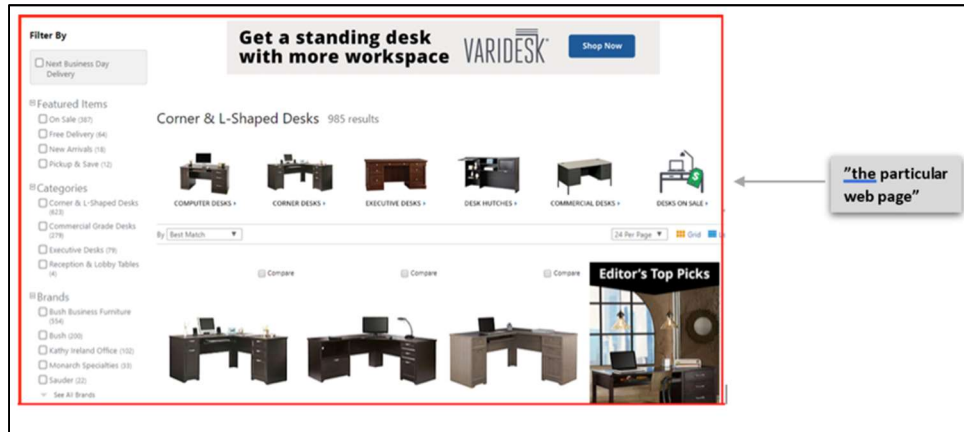 Filter By
Next Business Day
Delivery
Featured Items
On Sale (387)
Free Delivery (84)
New Arrivals (18)
Pickup & Save (12)
Categories
Corner & L-Shaped Desks
(623)
Commercial Grade Desks
(279)
Executive Desks (79)
Reception & Lobby Tables
(4)
Brands
Bush Business Furniture
(554)
Bush (200)
Kathy Ireland Office (102)
Monarch Specialties (33)
Sauder (22)
See All Brands
Get a standing desk
with more workspace
VARIDESK
Shop Now
Corner & L-Shaped Desks 985 results
COMPUTER DESKS CORNER DESKS EXECUTIVE DESKS DESK HUTCHES COMMERCIAL DESKS DESKS ON SALE
By Best Match 24 Per Page Grid
Compare Compare Compare
Editor's Top Picks
"the particular
web page"